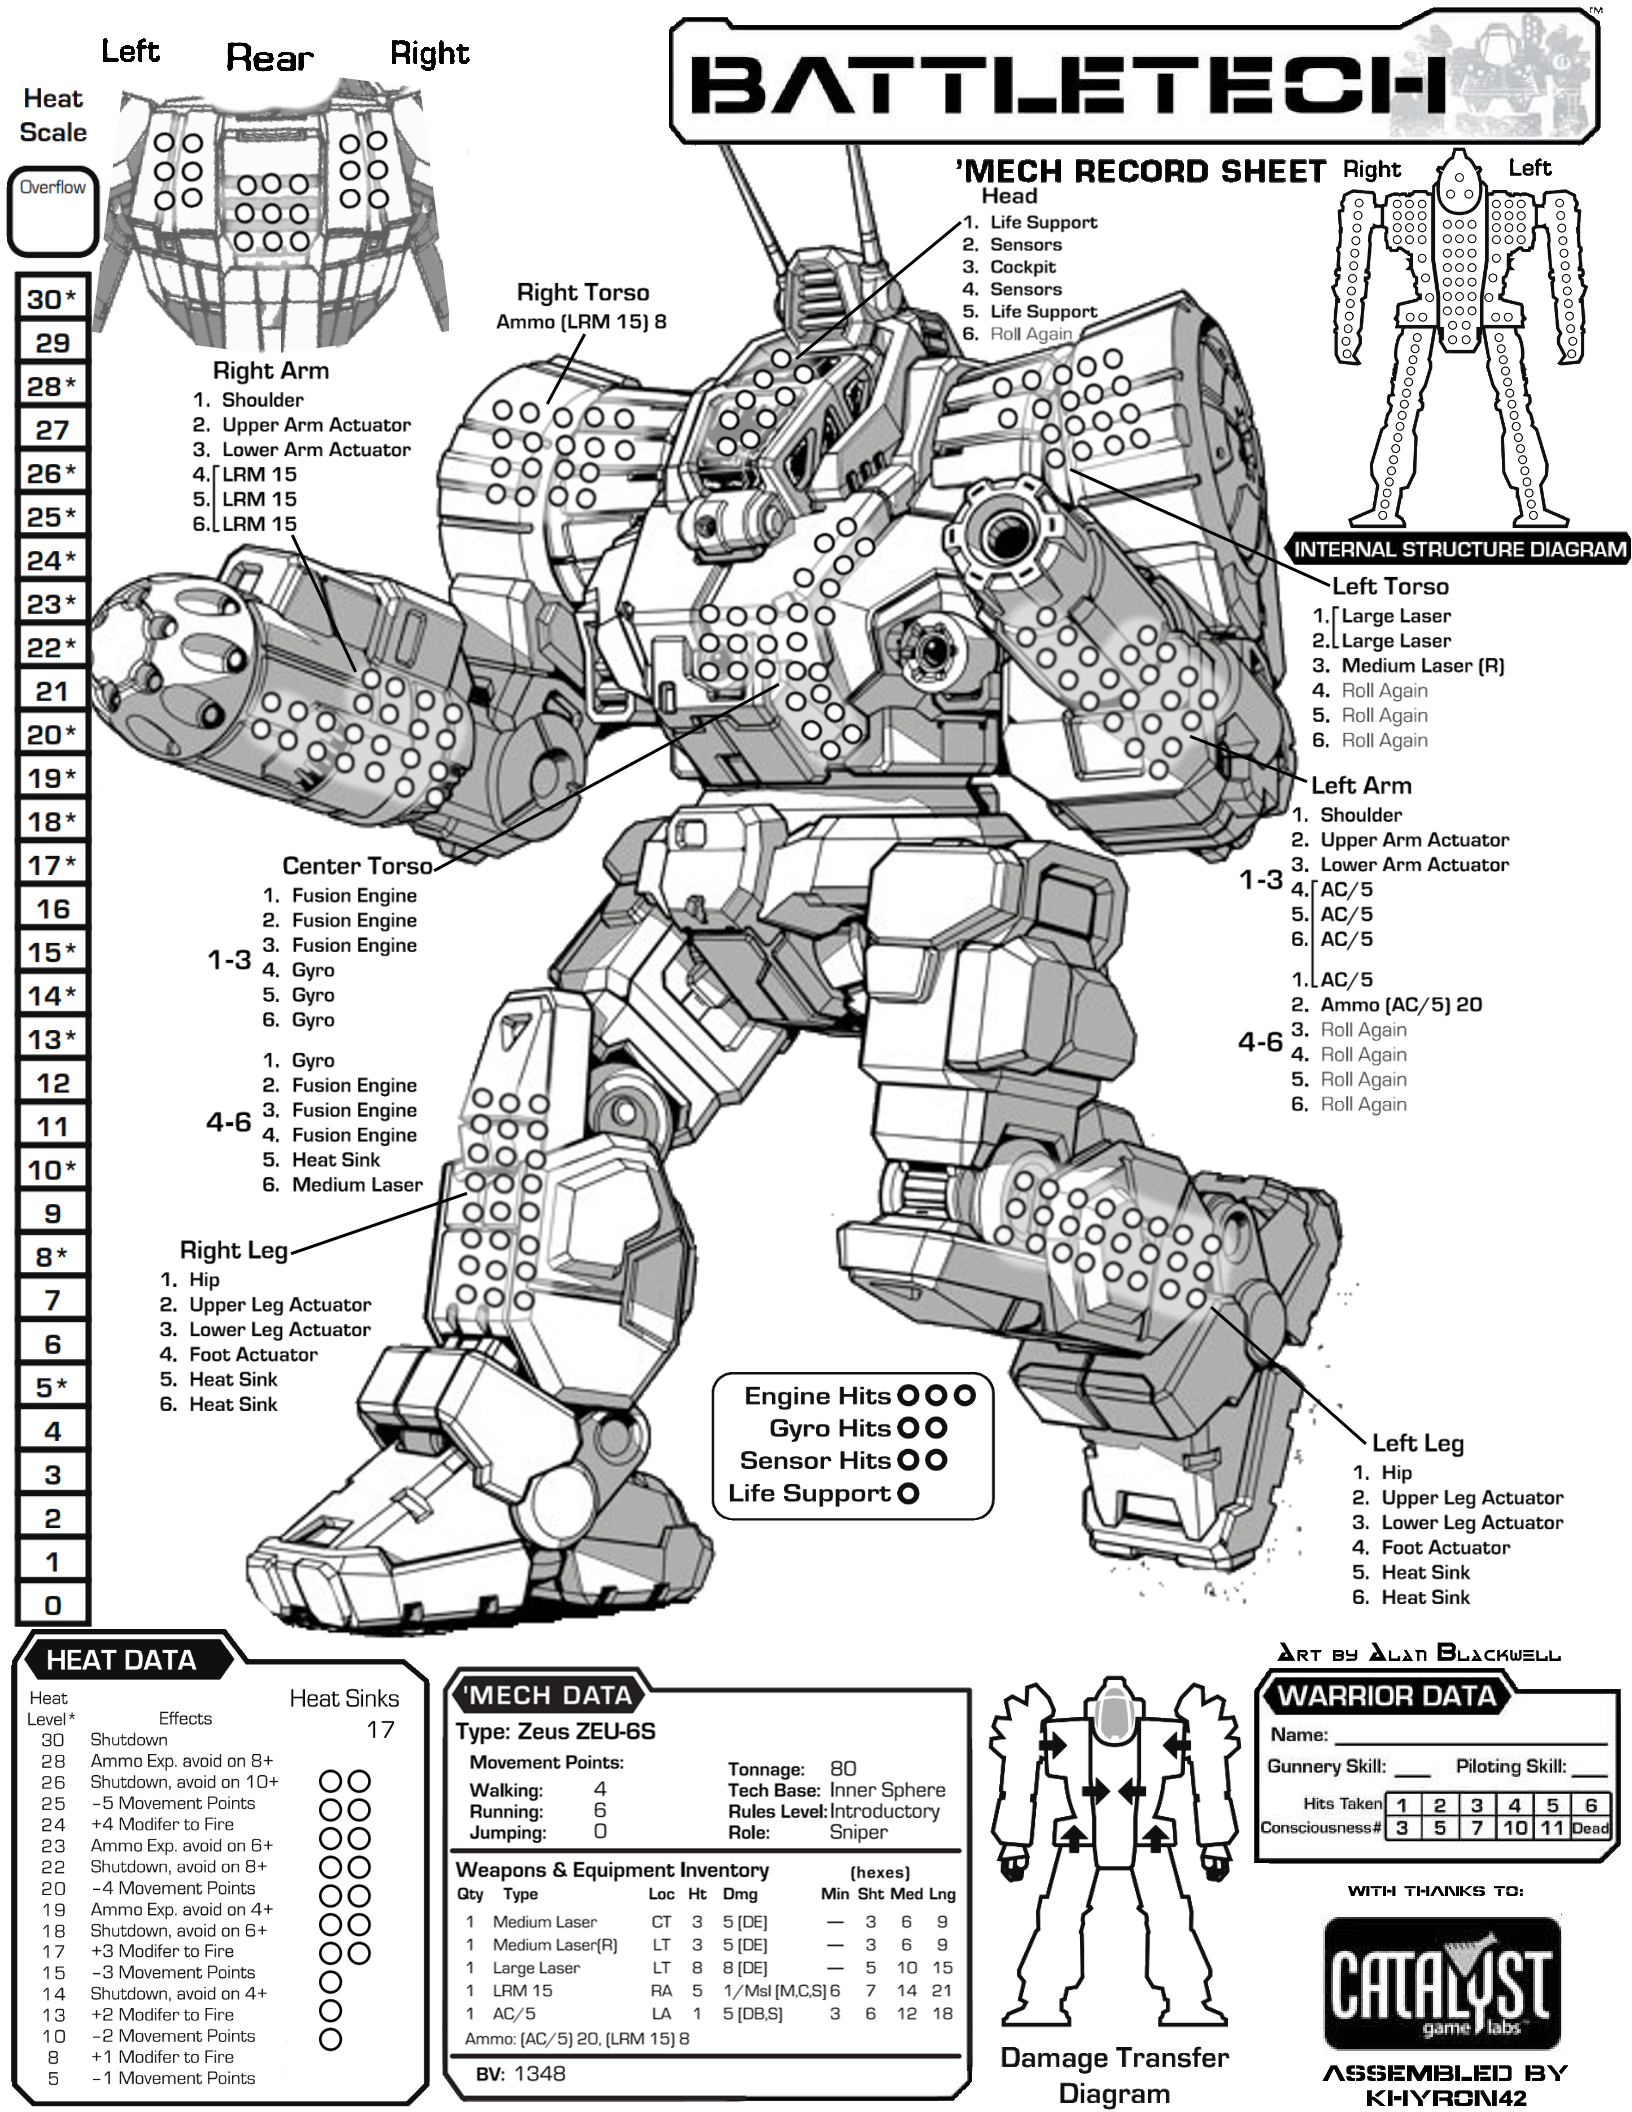 Left Rear Right
BATTLETECH
TM
'MECH RECORD SHEET
Heat
Scale
Overflow
30*
29
28*
27
26*
25*
24*
23*
22*
21
20*
19*
18*
17*
16
15*
14*
13*
12
11
10*
9
8*
7
6
5*
4
3
2
1
0
Head
1. Life Support
2. Sensors
3. Cockpit
4. Sensors
5. Life Support
6. Roll Again
Right Left
INTERNAL STRUCTURE DIAGRAM
Right Torso
Ammo (LRM 15) 8
Right Arm
1. Shoulder
2. Upper Arm Actuator
3. Lower Arm Actuator
4. LRM 15
5. LRM 15
6. LRM 15
Left Torso
1. Large Laser
2. Large Laser
3. Medium Laser (R)
4. Roll Again
5. Roll Again
6. Roll Again
Left Arm
1. Shoulder
2. Upper Arm Actuator
3. Lower Arm Actuator
1-3
4. AC/5
5. AC/5
6. AC/5
1. AC/5
2. Ammo (AC/5) 20
3. Roll Again
4-6
4. Roll Again
5. Roll Again
6. Roll Again
Center Torso
1. Fusion Engine
2. Fusion Engine
3. Fusion Engine
1-3
4. Gyro
5. Gyro
6. Gyro
1. Gyro
2. Fusion Engine
3. Fusion Engine
4-6
4. Fusion Engine
5. Heat Sink
6. Medium Laser
Right Leg
1. Hip
2. Upper Leg Actuator
3. Lower Leg Actuator
4. Foot Actuator
5. Heat Sink
6. Heat Sink
Engine Hits
Gyro Hits
Sensor Hits
Life Support
Left Leg
1. Hip
2. Upper Leg Actuator
3. Lower Leg Actuator
4. Foot Actuator
5. Heat Sink
6. Heat Sink
HEAT DATA
Heat
Level* Effects
Heat Sinks
17
30 Shutdown
28 Ammo Exp. avoid on 8+
26 Shutdown, avoid on 10+
25 -5 Movement Points
24 +4 Modifer to Fire
23 Ammo Exp. avoid on 6+
22 Shutdown, avoid on 8+
20 -4 Movement Points
19 Ammo Exp. avoid on 4+
18 Shutdown, avoid on 6+
17 +3 Modifer to Fire
15 -3 Movement Points
14 Shutdown, avoid on 4+
13 +2 Modifer to Fire
10 -2 Movement Points
8 +1 Modifer to Fire
5 -1 Movement Points
'MECH DATA
Type: Zeus ZEU-6S
Movement Points:
Walking: 4
Running: 6
Jumping: 0
Tonnage: 80
Tech Base: Inner Sphere
Rules Level: Introductory
Role: Sniper
Weapons & Equipment Inventory (hexes)
Qty Type Loc Ht Dmg Min Sht Med Lng
1 Medium Laser CT 3 5 [DE] — 3 6 9
1 Medium Laser(R) LT 3 5 [DE] — 3 6 9
1 Large Laser LT 8 8 [DE] — 5 10 15
1 LRM 15 RA 5 1/Msl [M,C,S] 6 7 14 21
1 AC/5 LA 1 5 [DB,S] 3 6 12 18
Ammo: (AC/5) 20, (LRM 15) 8
BV: 1348
Damage Transfer
Diagram
Art by Alan Blackwell
WARRIOR DATA
Name:
Gunnery Skill: Piloting Skill:
Hits Taken 1 2 3 4 5 6
Consciousness# 3 5 7 10 11 Dead
WITH THANKS TO:
CATALYST
game labs
ASSEMBLED BY
KHYRON42